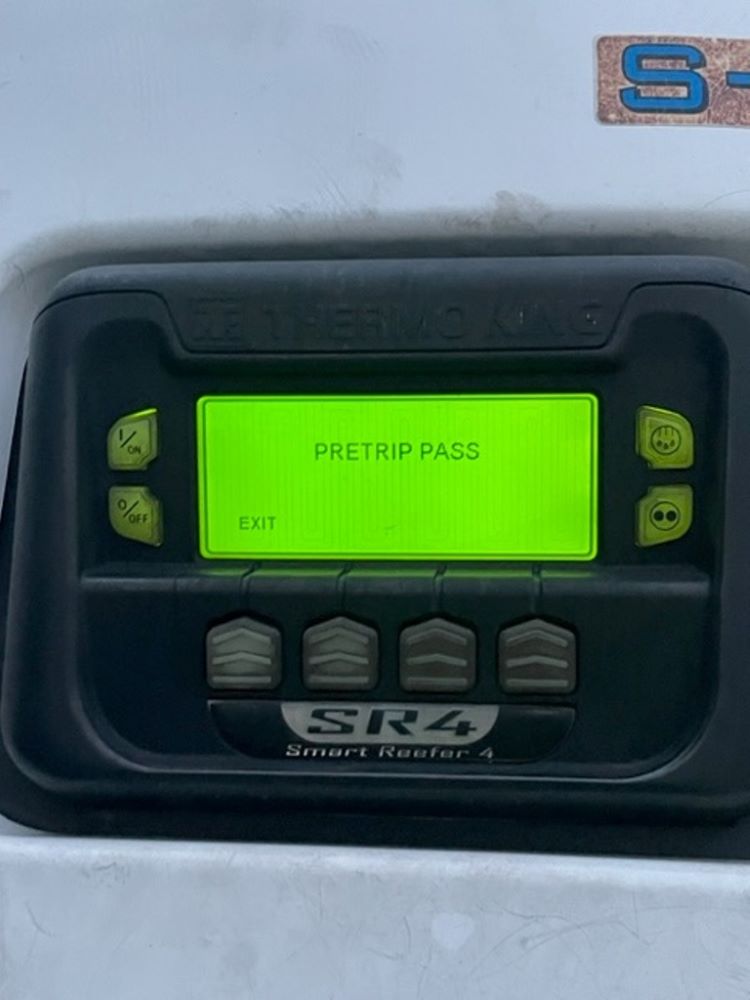 S-
THERMO KING
I/ON
PRETRIP PASS
O/OFF
EXIT
SR4
Smart Reefer 4